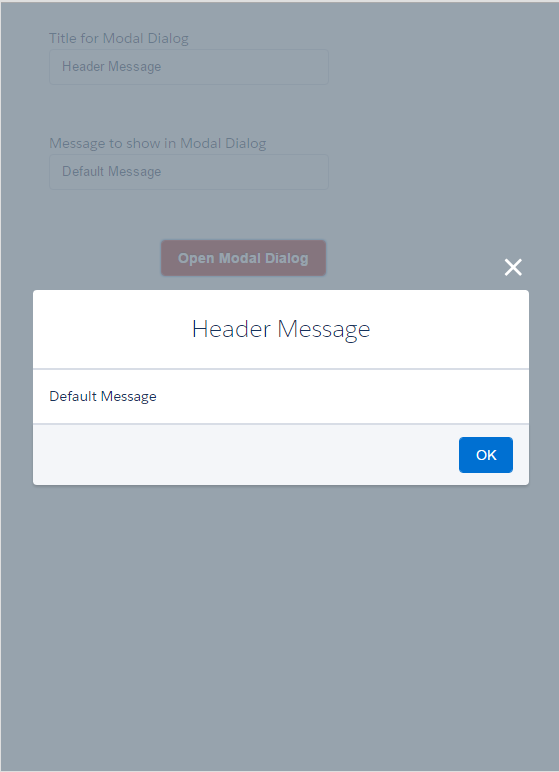 Title for Modal Dialog
Header Message
Message to show in Modal Dialog
Default Message
Open Modal Dialog
Header Message
Default Message
OK